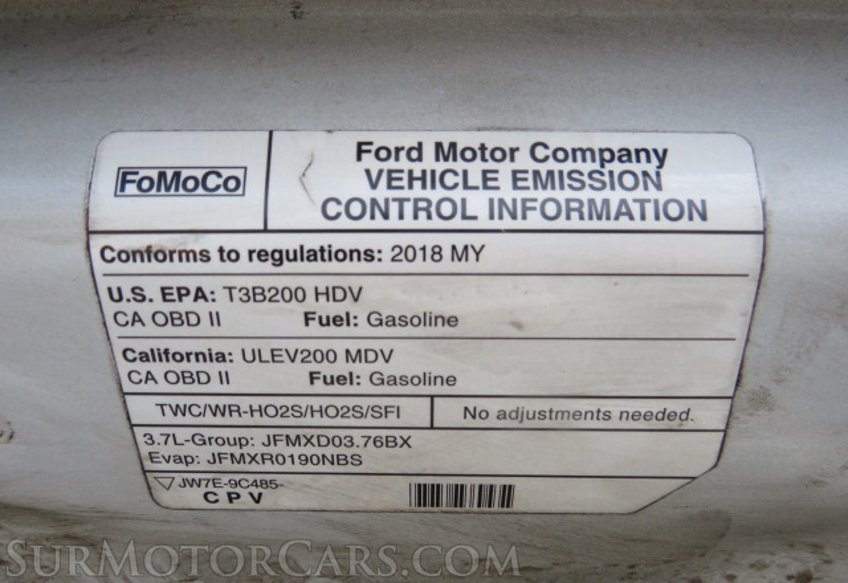 FoMoCo
Ford Motor Company
VEHICLE EMISSION
CONTROL INFORMATION
Conforms to regulations: 2018 MY
U.S. EPA: T3B200 HDV
CA OBD II Fuel: Gasoline
California: ULEV200 MDV
CA OBD II Fuel: Gasoline
TWC/WR-HO2S/HO2S/SFI No adjustments needed.
3.7L-Group: JFMXD03.76BX
Evap: JFMXR0190NBS
JW7E-9C485-
CPV
SurMotorCars.com